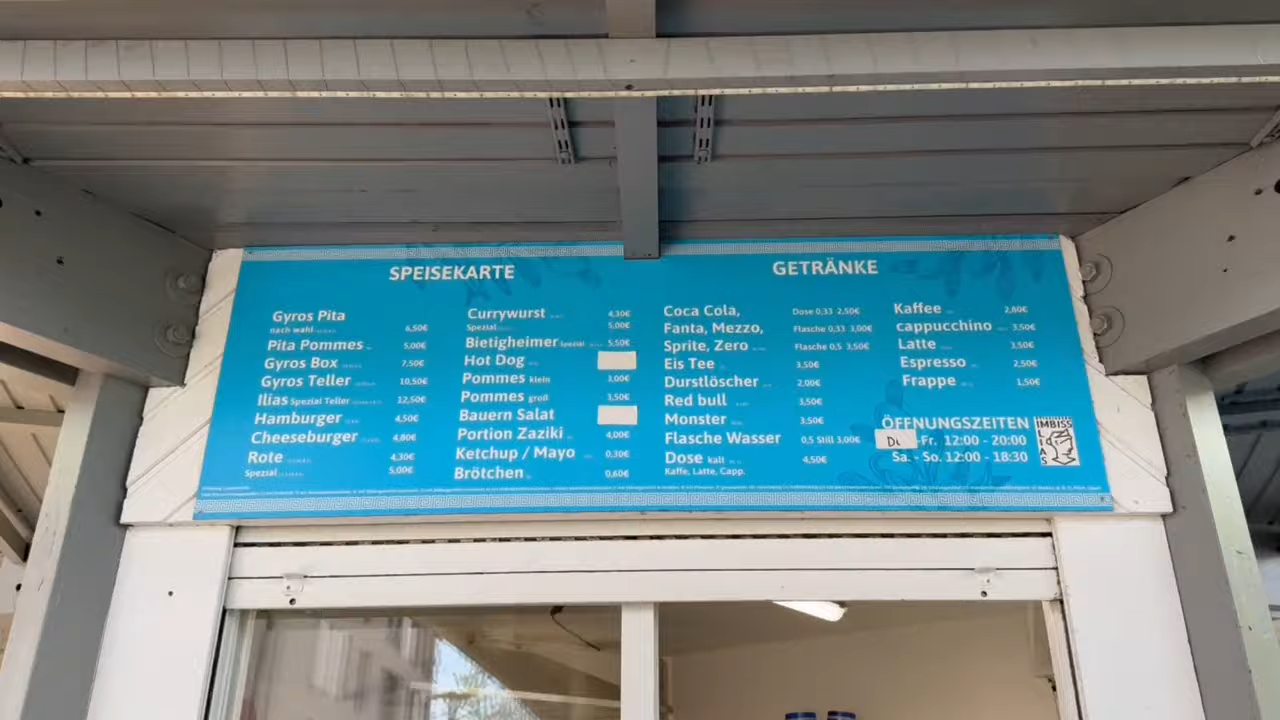 SPEISEKARTE
Gyros Pita
nach wahl 6,50€
Pita Pommes 5,00€
Gyros Box 7,50€
Gyros Teller 10,50€
Ilias Spezial Teller 12,50€
Hamburger 4,50€
Cheeseburger 4,80€
Rote 4,30€
Spezial 5,00€
Currywurst 4,30€
Spezial 5,00€
Bietigheimer Spezial 5,50€
Hot Dog
Pommes klein 3,00€
Pommes groß 3,50€
Bauern Salat
Portion Zaziki 4,00€
Ketchup / Mayo 0,30€
Brötchen 0,60€
GETRÄNKE
Coca Cola, Dose 0,33 2,50€
Fanta, Mezzo, Flasche 0,33 3,00€
Sprite, Zero Flasche 0,5 3,50€
Eis Tee 3,50€
Durstlöscher 2,00€
Red bull 3,50€
Monster 3,50€
Flasche Wasser 0,5 Still 3,00€
Dose kalt 4,50€
Kaffe, Latte, Capp.
Kaffee 2,80€
cappucchino 3,50€
Latte 3,50€
Espresso 2,50€
Frappe 1,50€
ÖFFNUNGSZEITEN
Di -Fr. 12:00 - 20:00
Sa. - So. 12:00 - 18:30
IMBISS
ILIAS